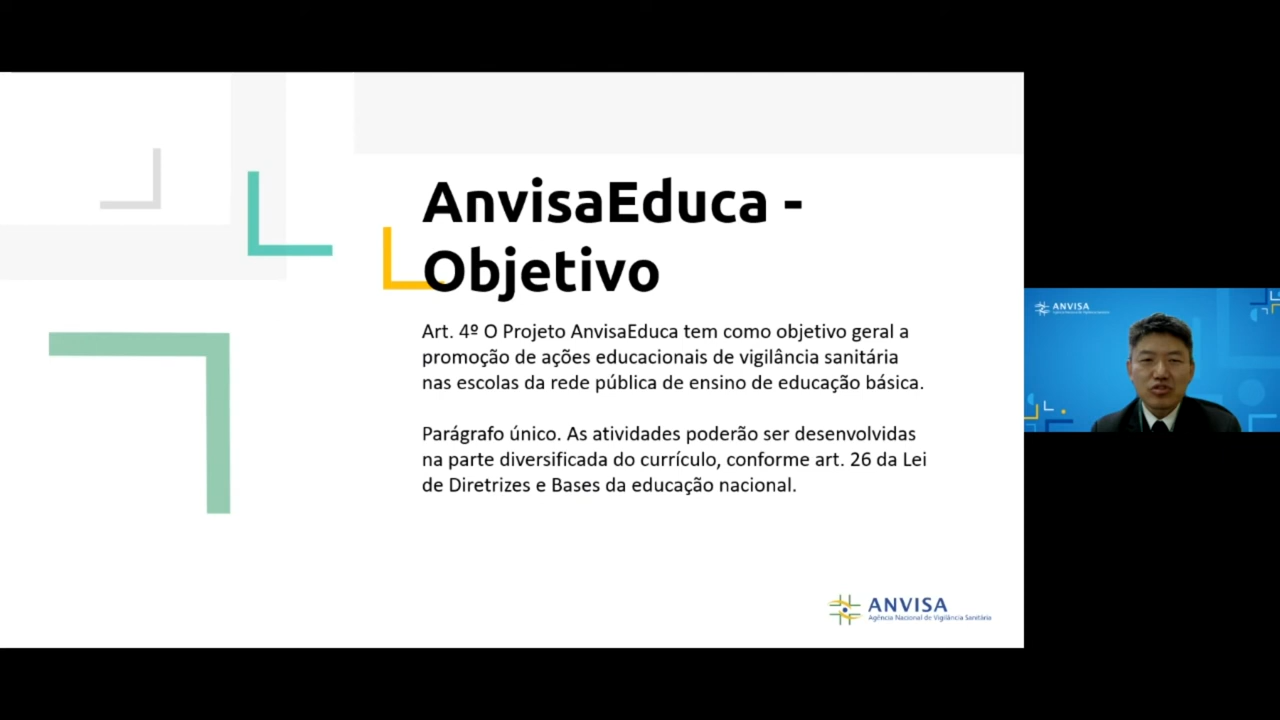 AnvisaEduca -
Objetivo
Art. 4º O Projeto AnvisaEduca tem como objetivo geral a
promoção de ações educacionais de vigilância sanitária
nas escolas da rede pública de ensino de educação básica.
Parágrafo único. As atividades poderão ser desenvolvidas
na parte diversificada do currículo, conforme art. 26 da Lei
de Diretrizes e Bases da educação nacional.
ANVISA
Agência Nacional de Vigilância Sanitária
ANVISA